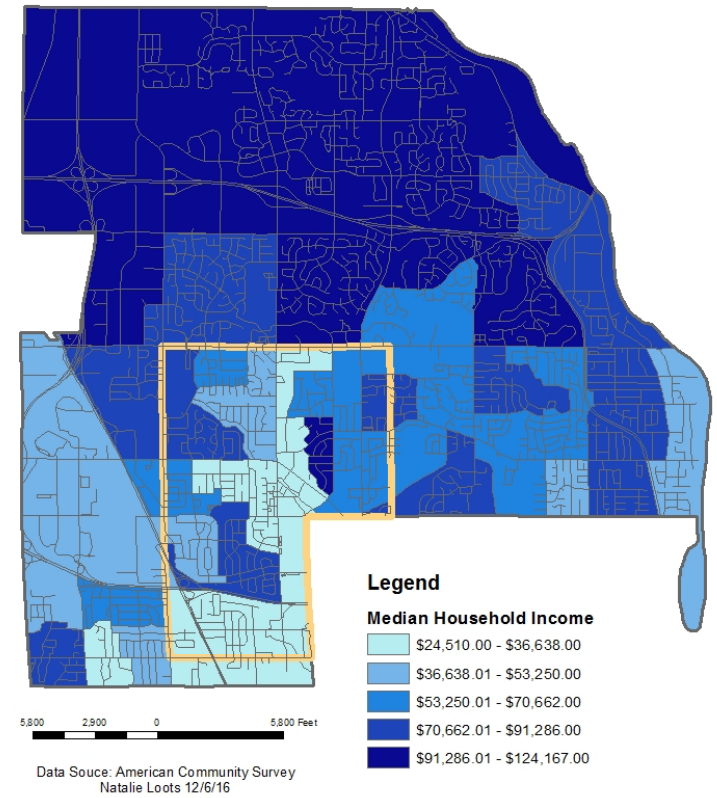 Legend
Median Household Income
$24,510.00 - $36,638.00
$36,638.01 - $53,250.00
$53,250.01 - $70,662.00
$70,662.01 - $91,286.00
$91,286.01 - $124,167.00
5,800 2,900 0 5,800 Feet
Data Souce: American Community Survey
Natalie Loots 12/6/16